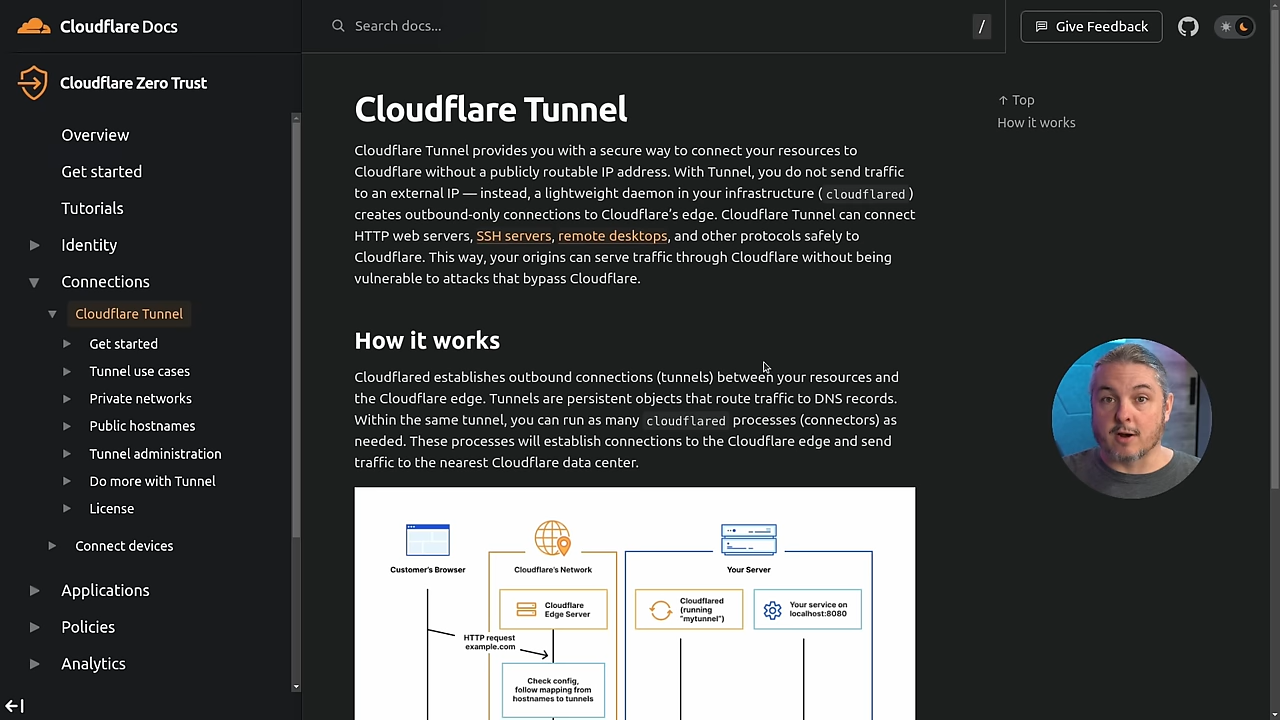 Cloudflare Docs
Search docs...
/
Give Feedback
Cloudflare Zero Trust
Overview
Get started
Tutorials
Identity
Connections
Cloudflare Tunnel
Get started
Tunnel use cases
Private networks
Public hostnames
Tunnel administration
Do more with Tunnel
License
Connect devices
Applications
Policies
Analytics
Cloudflare Tunnel
Cloudflare Tunnel provides you with a secure way to connect your resources to
Cloudflare without a publicly routable IP address. With Tunnel, you do not send traffic
to an external IP — instead, a lightweight daemon in your infrastructure ( cloudflared )
creates outbound-only connections to Cloudflare’s edge. Cloudflare Tunnel can connect
HTTP web servers, SSH servers, remote desktops, and other protocols safely to
Cloudflare. This way, your origins can serve traffic through Cloudflare without being
vulnerable to attacks that bypass Cloudflare.
How it works
Cloudflared establishes outbound connections (tunnels) between your resources and
the Cloudflare edge. Tunnels are persistent objects that route traffic to DNS records.
Within the same tunnel, you can run as many cloudflared processes (connectors) as
needed. These processes will establish connections to the Cloudflare edge and send
traffic to the nearest Cloudflare data center.
Customer's Browser
Cloudflare's Network
Your Server
Cloudflare
Edge Server
Cloudflared
(running
"mytunnel")
Your service on
localhost:8080
HTTP request
example.com
Check config,
follow mapping from
hostnames to tunnels
↑ Top
How it works